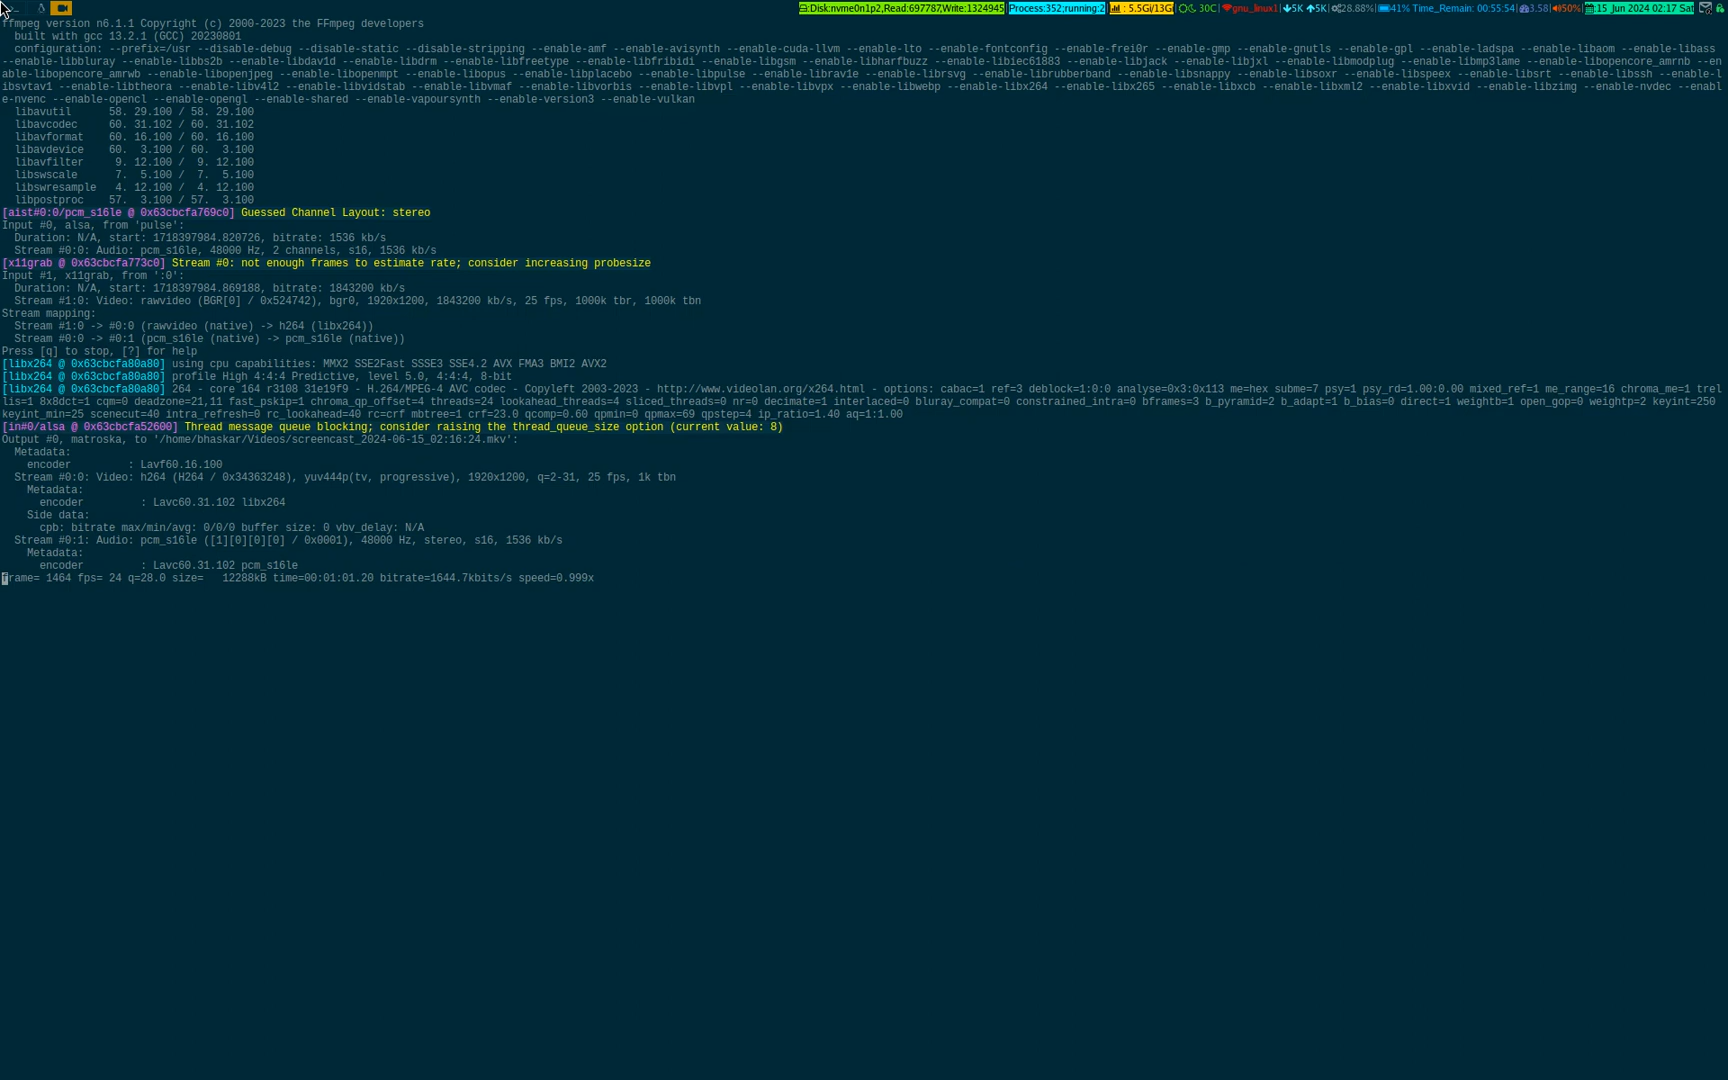 Disk:nvme0n1p2,Read:697787,Write:1324945 Process:352;running:2 : 5.5Gi/13Gi 30C| gnu_linux1| 5K 5K| 28.88%| 41% Time_Remain: 00:55:54| 3.58| 50%| 15 Jun 2024 02:17 Sat
ffmpeg version n6.1.1 Copyright (c) 2000-2023 the FFmpeg developers
  built with gcc 13.2.1 (GCC) 20230801
  configuration: --prefix=/usr --disable-debug --disable-static --disable-stripping --enable-amf --enable-avisynth --enable-cuda-llvm --enable-lto --enable-fontconfig --enable-frei0r --enable-gmp --enable-gnutls --enable-gpl --enable-ladspa --enable-libaom --enable-libass
--enable-libbluray --enable-libbs2b --enable-libdav1d --enable-libdrm --enable-libfreetype --enable-libfribidi --enable-libgsm --enable-libharfbuzz --enable-libiec61883 --enable-libjack --enable-libjxl --enable-libmodplug --enable-libmp3lame --enable-libopencore_amrnb --en
able-libopencore_amrwb --enable-libopenjpeg --enable-libopenmpt --enable-libopus --enable-libplacebo --enable-libpulse --enable-librav1e --enable-librsvg --enable-librubberband --enable-libsnappy --enable-libsoxr --enable-libspeex --enable-libsrt --enable-libssh --enable-l
ibsvtav1 --enable-libtheora --enable-libv4l2 --enable-libvidstab --enable-libvmaf --enable-libvorbis --enable-libvpl --enable-libvpx --enable-libwebp --enable-libx264 --enable-libx265 --enable-libxcb --enable-libxml2 --enable-libxvid --enable-libzimg --enable-nvdec --enabl
e-nvenc --enable-opencl --enable-opengl --enable-shared --enable-vapoursynth --enable-version3 --enable-vulkan
  libavutil      58. 29.100 / 58. 29.100
  libavcodec     60. 31.102 / 60. 31.102
  libavformat    60. 16.100 / 60. 16.100
  libavdevice    60.  3.100 / 60.  3.100
  libavfilter     9. 12.100 /  9. 12.100
  libswscale      7.  5.100 /  7.  5.100
  libswresample   4. 12.100 /  4. 12.100
  libpostproc    57.  3.100 / 57.  3.100
[aist#0:0/pcm_s16le @ 0x63cbcfa769c0] Guessed Channel Layout: stereo
Input #0, alsa, from 'pulse':
  Duration: N/A, start: 1718397984.820726, bitrate: 1536 kb/s
  Stream #0:0: Audio: pcm_s16le, 48000 Hz, 2 channels, s16, 1536 kb/s
[x11grab @ 0x63cbcfa773c0] Stream #0: not enough frames to estimate rate; consider increasing probesize
Input #1, x11grab, from ':0':
  Duration: N/A, start: 1718397984.869188, bitrate: 1843200 kb/s
  Stream #1:0: Video: rawvideo (BGR[0] / 0x524742), bgr0, 1920x1200, 1843200 kb/s, 25 fps, 1000k tbr, 1000k tbn
Stream mapping:
  Stream #1:0 -> #0:0 (rawvideo (native) -> h264 (libx264))
  Stream #0:0 -> #0:1 (pcm_s16le (native) -> pcm_s16le (native))
Press [q] to stop, [?] for help
[libx264 @ 0x63cbcfa80a80] using cpu capabilities: MMX2 SSE2Fast SSSE3 SSE4.2 AVX FMA3 BMI2 AVX2
[libx264 @ 0x63cbcfa80a80] profile High 4:4:4 Predictive, level 5.0, 4:4:4, 8-bit
[libx264 @ 0x63cbcfa80a80] 264 - core 164 r3108 31e19f9 - H.264/MPEG-4 AVC codec - Copyleft 2003-2023 - http://www.videolan.org/x264.html - options: cabac=1 ref=3 deblock=1:0:0 analyse=0x3:0x113 me=hex subme=7 psy=1 psy_rd=1.00:0.00 mixed_ref=1 me_range=16 chroma_me=1 trel
lis=1 8x8dct=1 cqm=0 deadzone=21,11 fast_pskip=1 chroma_qp_offset=4 threads=24 lookahead_threads=4 sliced_threads=0 nr=0 decimate=1 interlaced=0 bluray_compat=0 constrained_intra=0 bframes=3 b_pyramid=2 b_adapt=1 b_bias=0 direct=1 weightb=1 open_gop=0 weightp=2 keyint=250
keyint_min=25 scenecut=40 intra_refresh=0 rc_lookahead=40 rc=crf mbtree=1 crf=23.0 qcomp=0.60 qpmin=0 qpmax=69 qpstep=4 ip_ratio=1.40 aq=1:1.00
[in#0/alsa @ 0x63cbcfa52600] Thread message queue blocking; consider raising the thread_queue_size option (current value: 8)
Output #0, matroska, to '/home/bhaskar/Videos/screencast_2024-06-15_02:16:24.mkv':
  Metadata:
    encoder         : Lavf60.16.100
  Stream #0:0: Video: h264 (H264 / 0x34363248), yuv444p(tv, progressive), 1920x1200, q=2-31, 25 fps, 1k tbn
    Metadata:
      encoder         : Lavc60.31.102 libx264
    Side data:
      cpb: bitrate max/min/avg: 0/0/0 buffer size: 0 vbv_delay: N/A
  Stream #0:1: Audio: pcm_s16le ([1][0][0][0] / 0x0001), 48000 Hz, stereo, s16, 1536 kb/s
    Metadata:
      encoder         : Lavc60.31.102 pcm_s16le
frame= 1464 fps= 24 q=28.0 size=   12288kB time=00:01:01.20 bitrate=1644.7kbits/s speed=0.999x